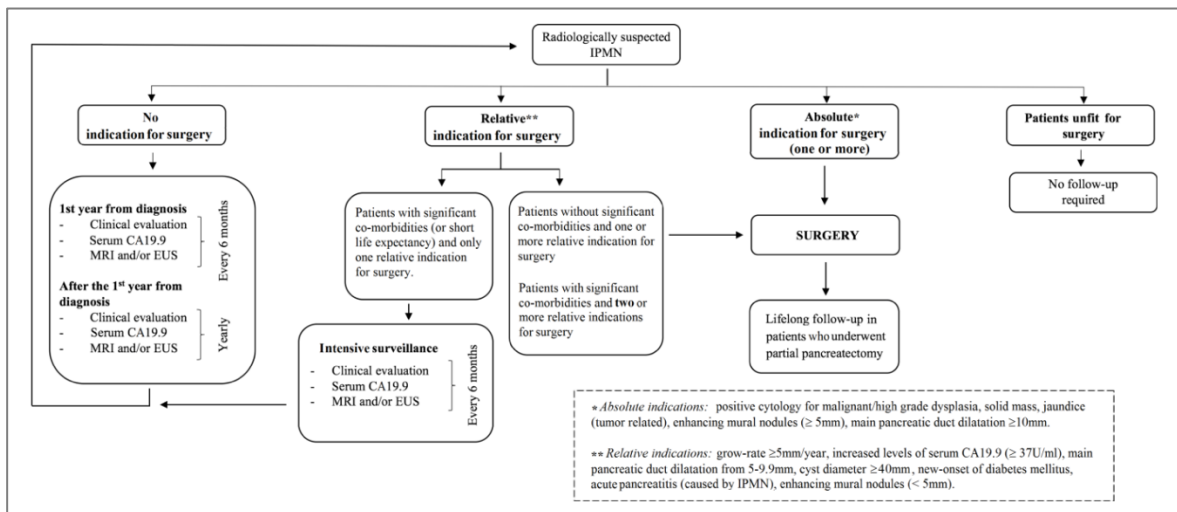 Radiologically suspected
IPMN
No
indication for surgery
Relative**
indication for surgery
Absolute*
indication for surgery
(one or more)
Patients unfit for
surgery
1st year from diagnosis
- Clinical evaluation
- Serum CA19.9
- MRI and/or EUS
Every 6 months
After the 1st year from
diagnosis
- Clinical evaluation
- Serum CA19.9
- MRI and/or EUS
Yearly
Patients with significant
co-morbidities (or short
life expectancy) and only
one relative indication
for surgery.
Patients without significant
co-morbidities and one or
more relative indication for
surgery
Patients with significant
co-morbidities and two or
more relative indications
for surgery
Intensive surveillance
- Clinical evaluation
- Serum CA19.9
- MRI and/or EUS
Every 6 months
SURGERY
Lifelong follow-up in
patients who underwent
partial pancreatectomy
No follow-up
required
* Absolute indications: positive cytology for malignant/high grade dysplasia, solid mass, jaundice
(tumor related), enhancing mural nodules (≥ 5mm), main pancreatic duct dilatation ≥10mm.
** Relative indications: grow-rate ≥5mm/year, increased levels of serum CA19.9 (≥ 37U/ml), main
pancreatic duct dilatation from 5-9.9mm, cyst diameter ≥40mm, new-onset of diabetes mellitus,
acute pancreatitis (caused by IPMN), enhancing mural nodules (< 5mm).